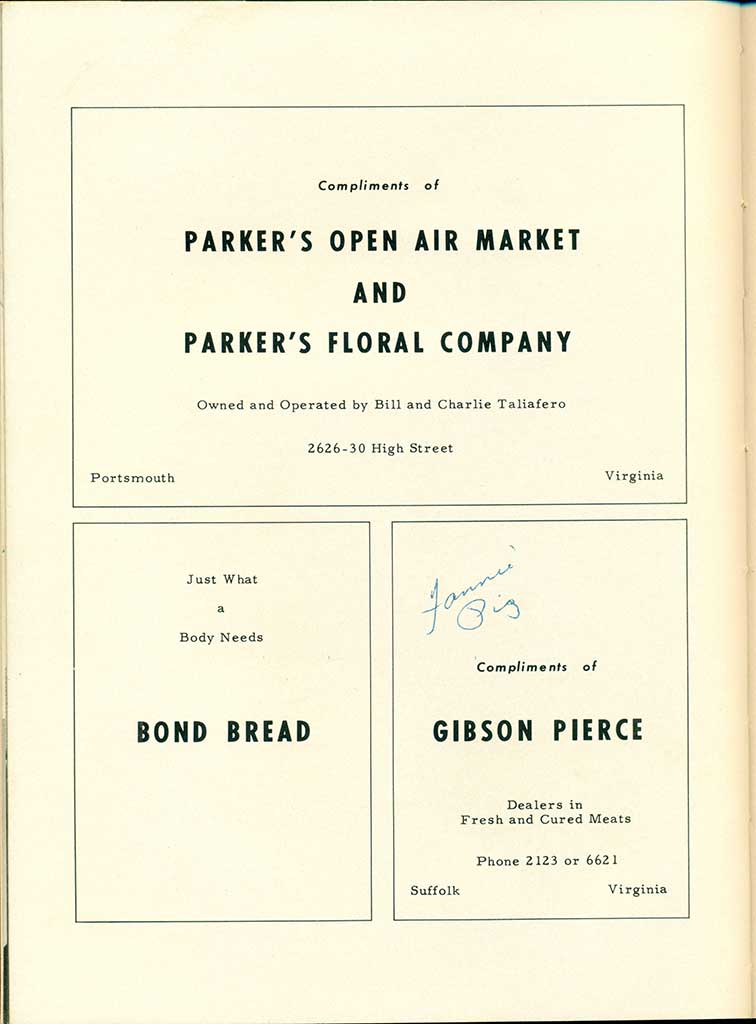 Compliments of
PARKER'S OPEN AIR MARKET
AND
PARKER'S FLORAL COMPANY
Owned and Operated by Bill and Charlie Taliafero
2626-30 High Street
Portsmouth Virginia
Just What
a
Body Needs
BOND BREAD
Fannie
Pig
Compliments of
GIBSON PIERCE
Dealers in
Fresh and Cured Meats
Phone 2123 or 6621
Suffolk Virginia